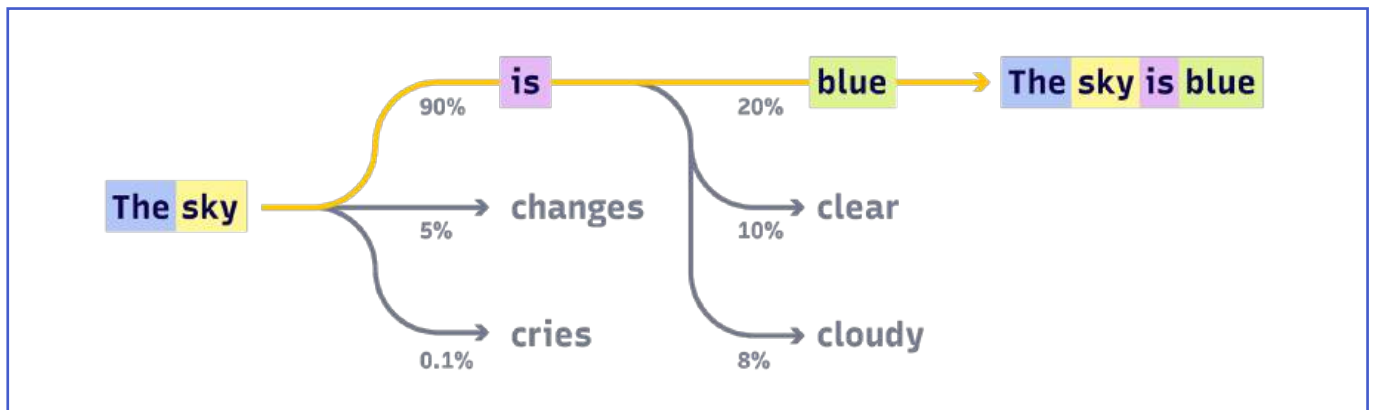 is
blue
The sky is blue
90%
20%
The sky
changes
clear
5%
10%
cries
cloudy
0.1%
8%